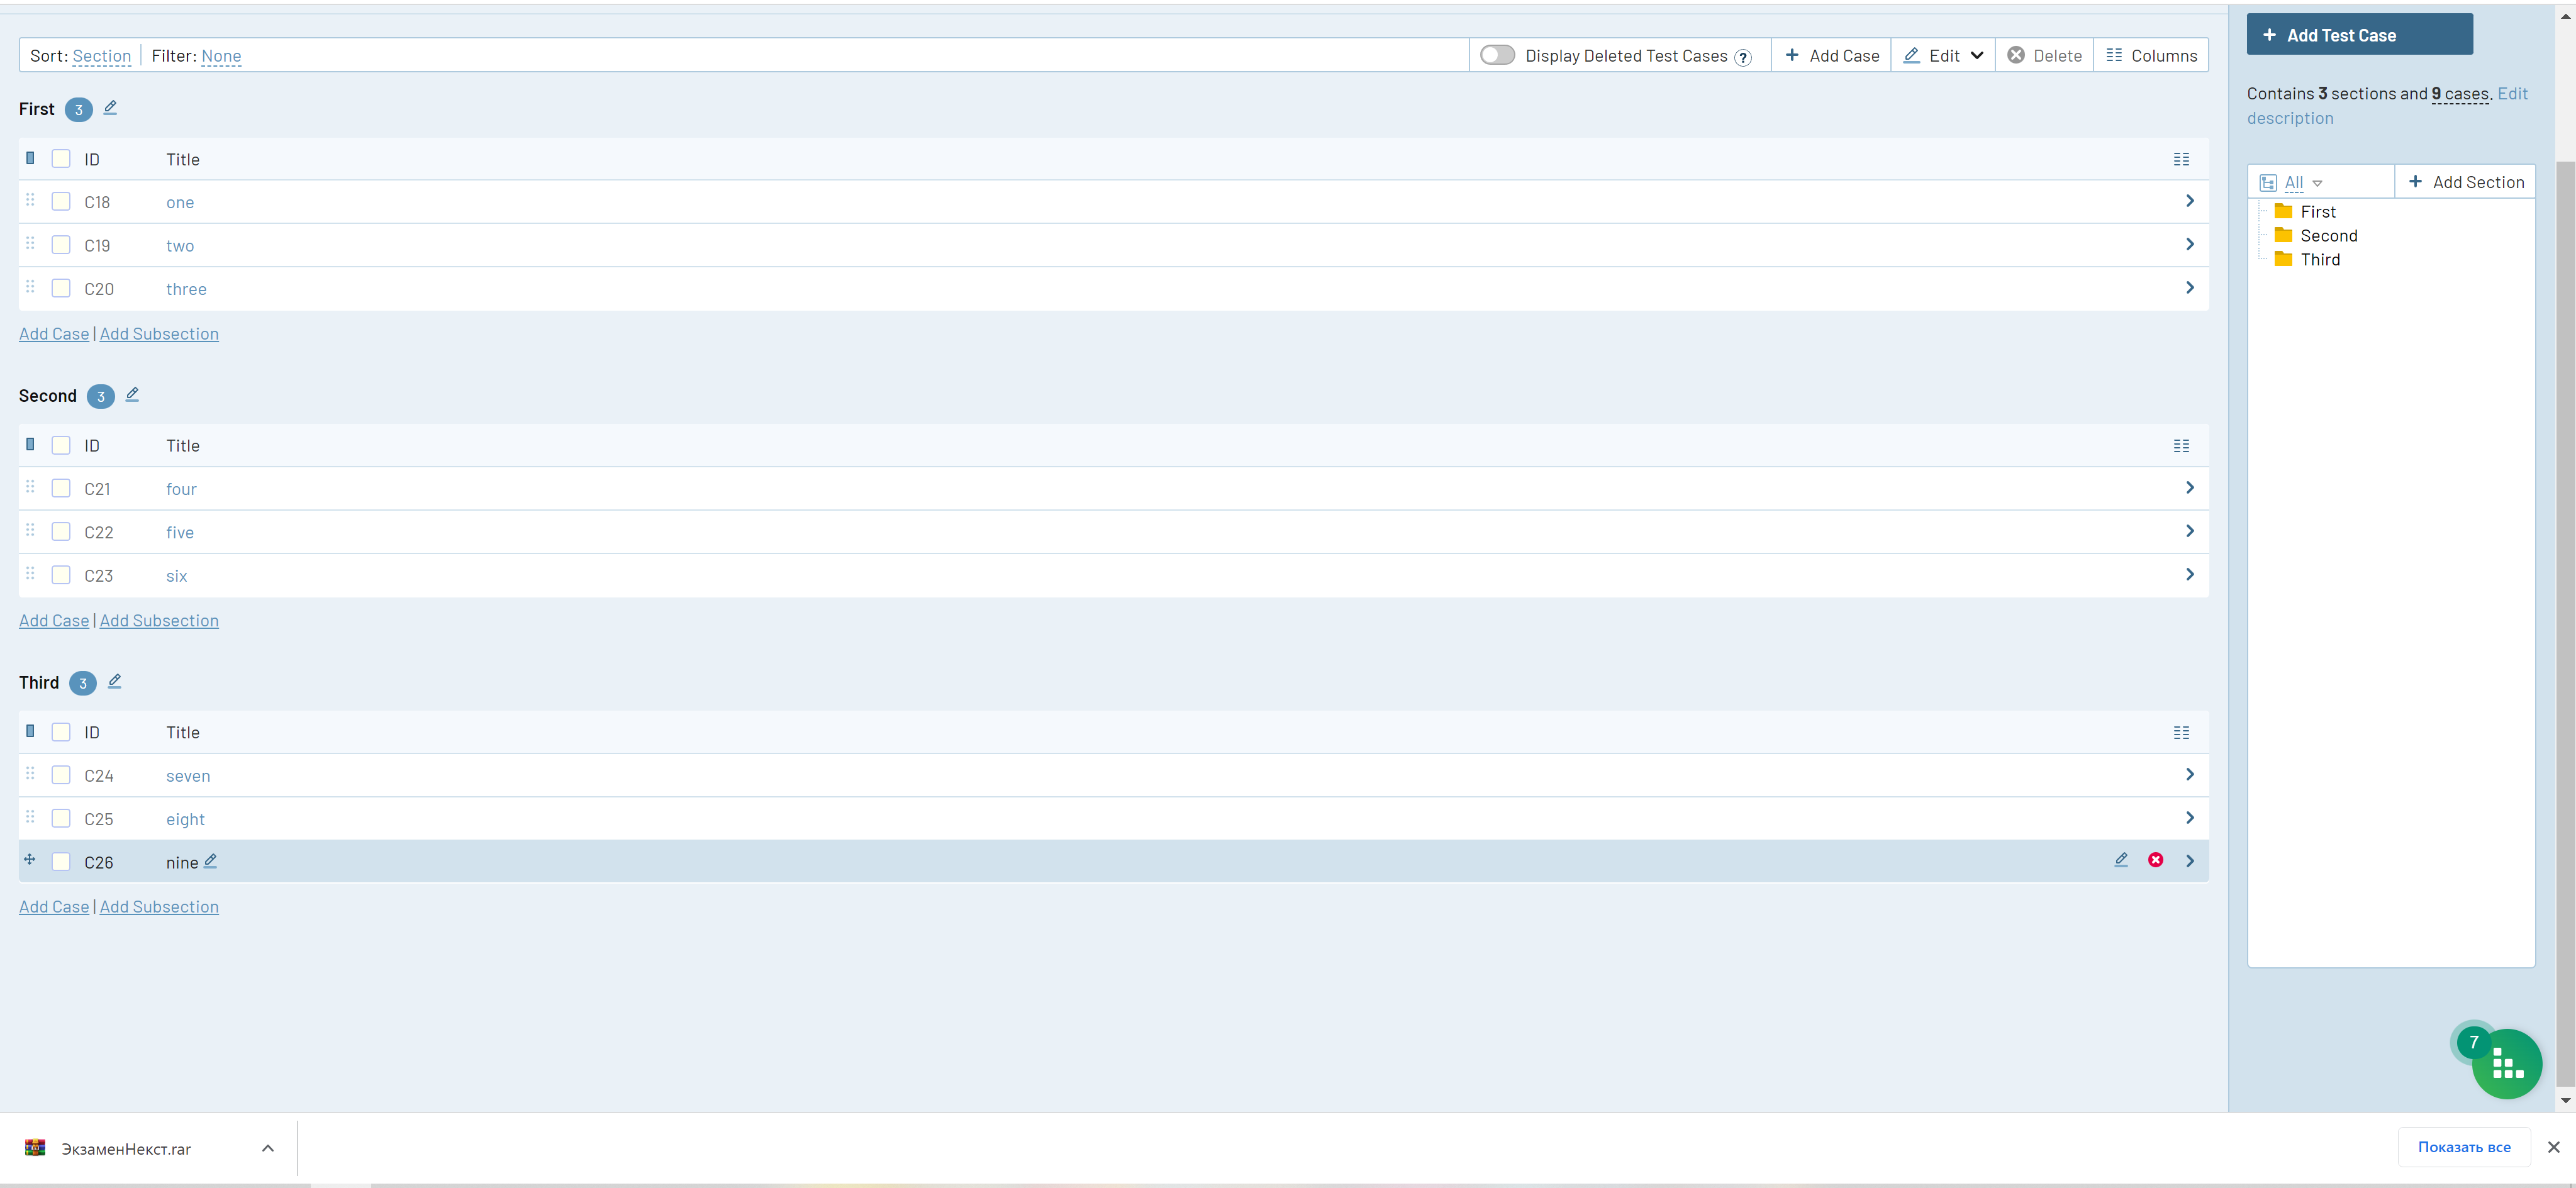 Sort: Section Filter: None Display Deleted Test Cases ? + Add Case Edit Delete Columns
First 3
ID Title
C18 one
C19 two
C20 three
Add Case | Add Subsection
Second 3
ID Title
C21 four
C22 five
C23 six
Add Case | Add Subsection
Third 3
ID Title
C24 seven
C25 eight
C26 nine
Add Case | Add Subsection
+ Add Test Case
Contains 3 sections and 9 cases. Edit
description
All + Add Section
First
Second
Third
7
ЭкзаменНекст.rar
Показать все